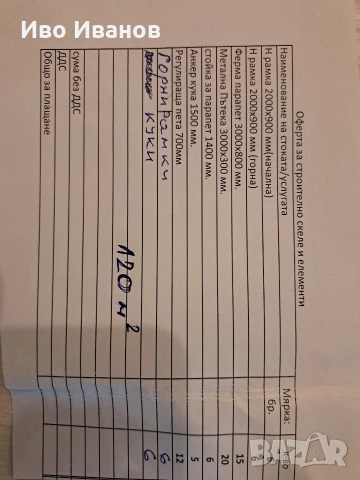 Иво Иванов
Оферта за строително скеле и елементи
Наименование на стоката/услугата Мярка:
Н рамка 2000х900 мм(начална) бр. 6
Н рамка 2000х900 мм (горна) 6
Ферма парапет 3000х800 мм. 15
Метална Пътека 3000х300 мм. 20
стойка за парапет 1400 мм. 6
Анкер кука 1500 мм. 5
Регулираща пета 700мм 12
Горни рамки 6
куки 6
120 м²
сума без ДДС
ДДС
Общо за плащане
BAZAR